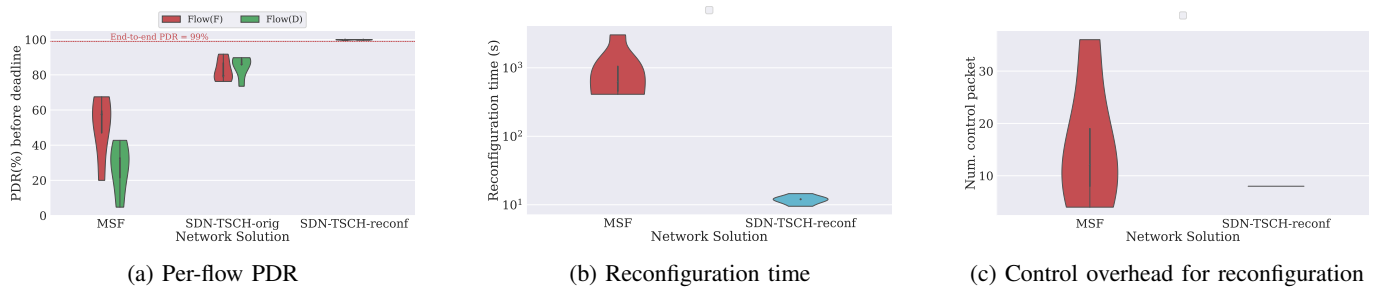 Flow(F) Flow(D)
End-to-end PDR = 99%
100
80
60
40
20
0
PDR(%) before deadline
MSF SDN-TSCH-orig SDN-TSCH-reconf
Network Solution
(a) Per-flow PDR
10³
10²
10¹
Reconfiguration time (s)
MSF SDN-TSCH-reconf
Network Solution
(b) Reconfiguration time
30
20
10
Num. control packet
MSF SDN-TSCH-reconf
Network Solution
(c) Control overhead for reconfiguration